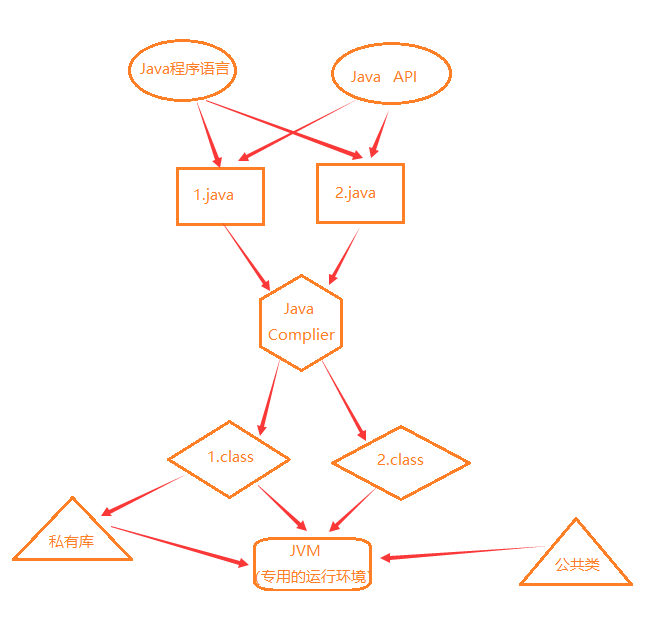 Java程序语言
Java API
1.java
2.java
Java
Complier
1.class
2.class
私有库
JVM
(专用的运行环境)
公共类